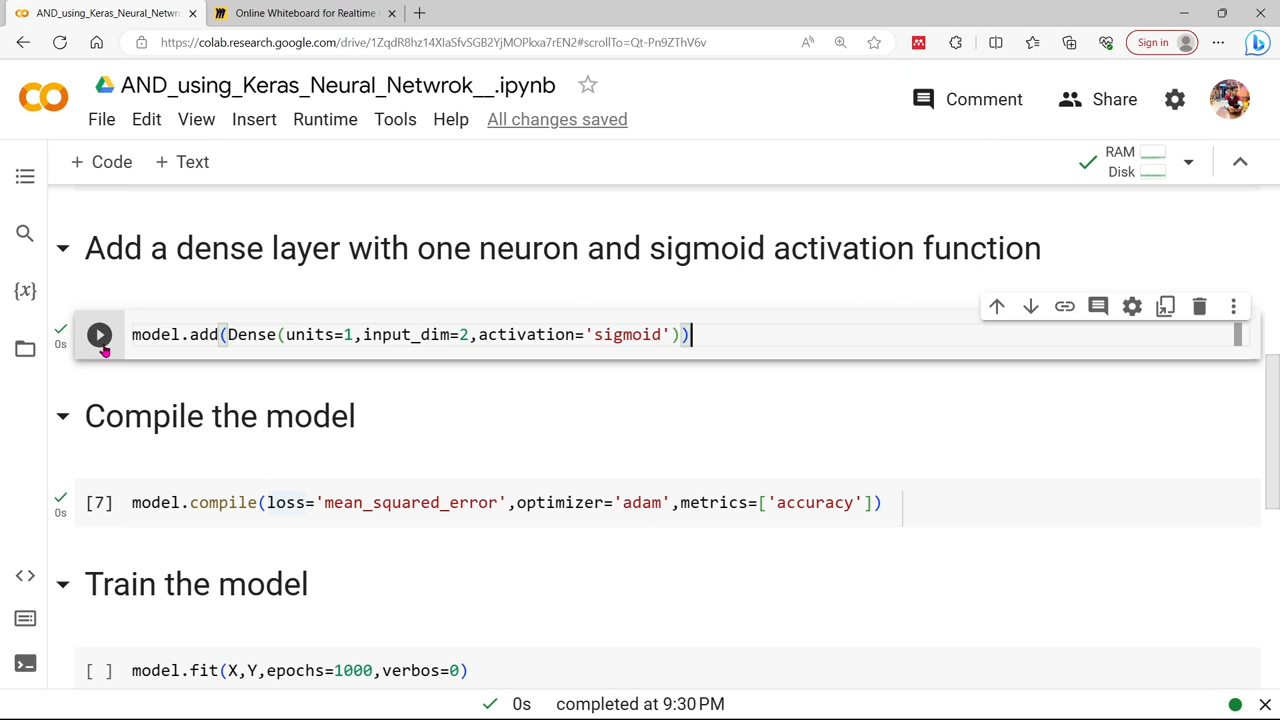 AND_using_Keras_Neural_Netwr
Online Whiteboard for Realtime C
https://colab.research.google.com/drive/1ZqdR8hz14XIaSfvSGB2YjMOPkxa7rEN2#scrollTo=Qt-Pn9ZThV6v
Sign in
AND_using_Keras_Neural_Netwrok__.ipynb
File Edit View Insert Runtime Tools Help All changes saved
Comment Share
+ Code + Text
RAM
Disk
Add a dense layer with one neuron and sigmoid activation function
{x}
0s
model.add(Dense(units=1,input_dim=2,activation='sigmoid'))
Compile the model
0s
[7] model.compile(loss='mean_squared_error',optimizer='adam',metrics=['accuracy'])
Train the model
[ ] model.fit(X,Y,epochs=1000,verbos=0)
0s completed at 9:30 PM